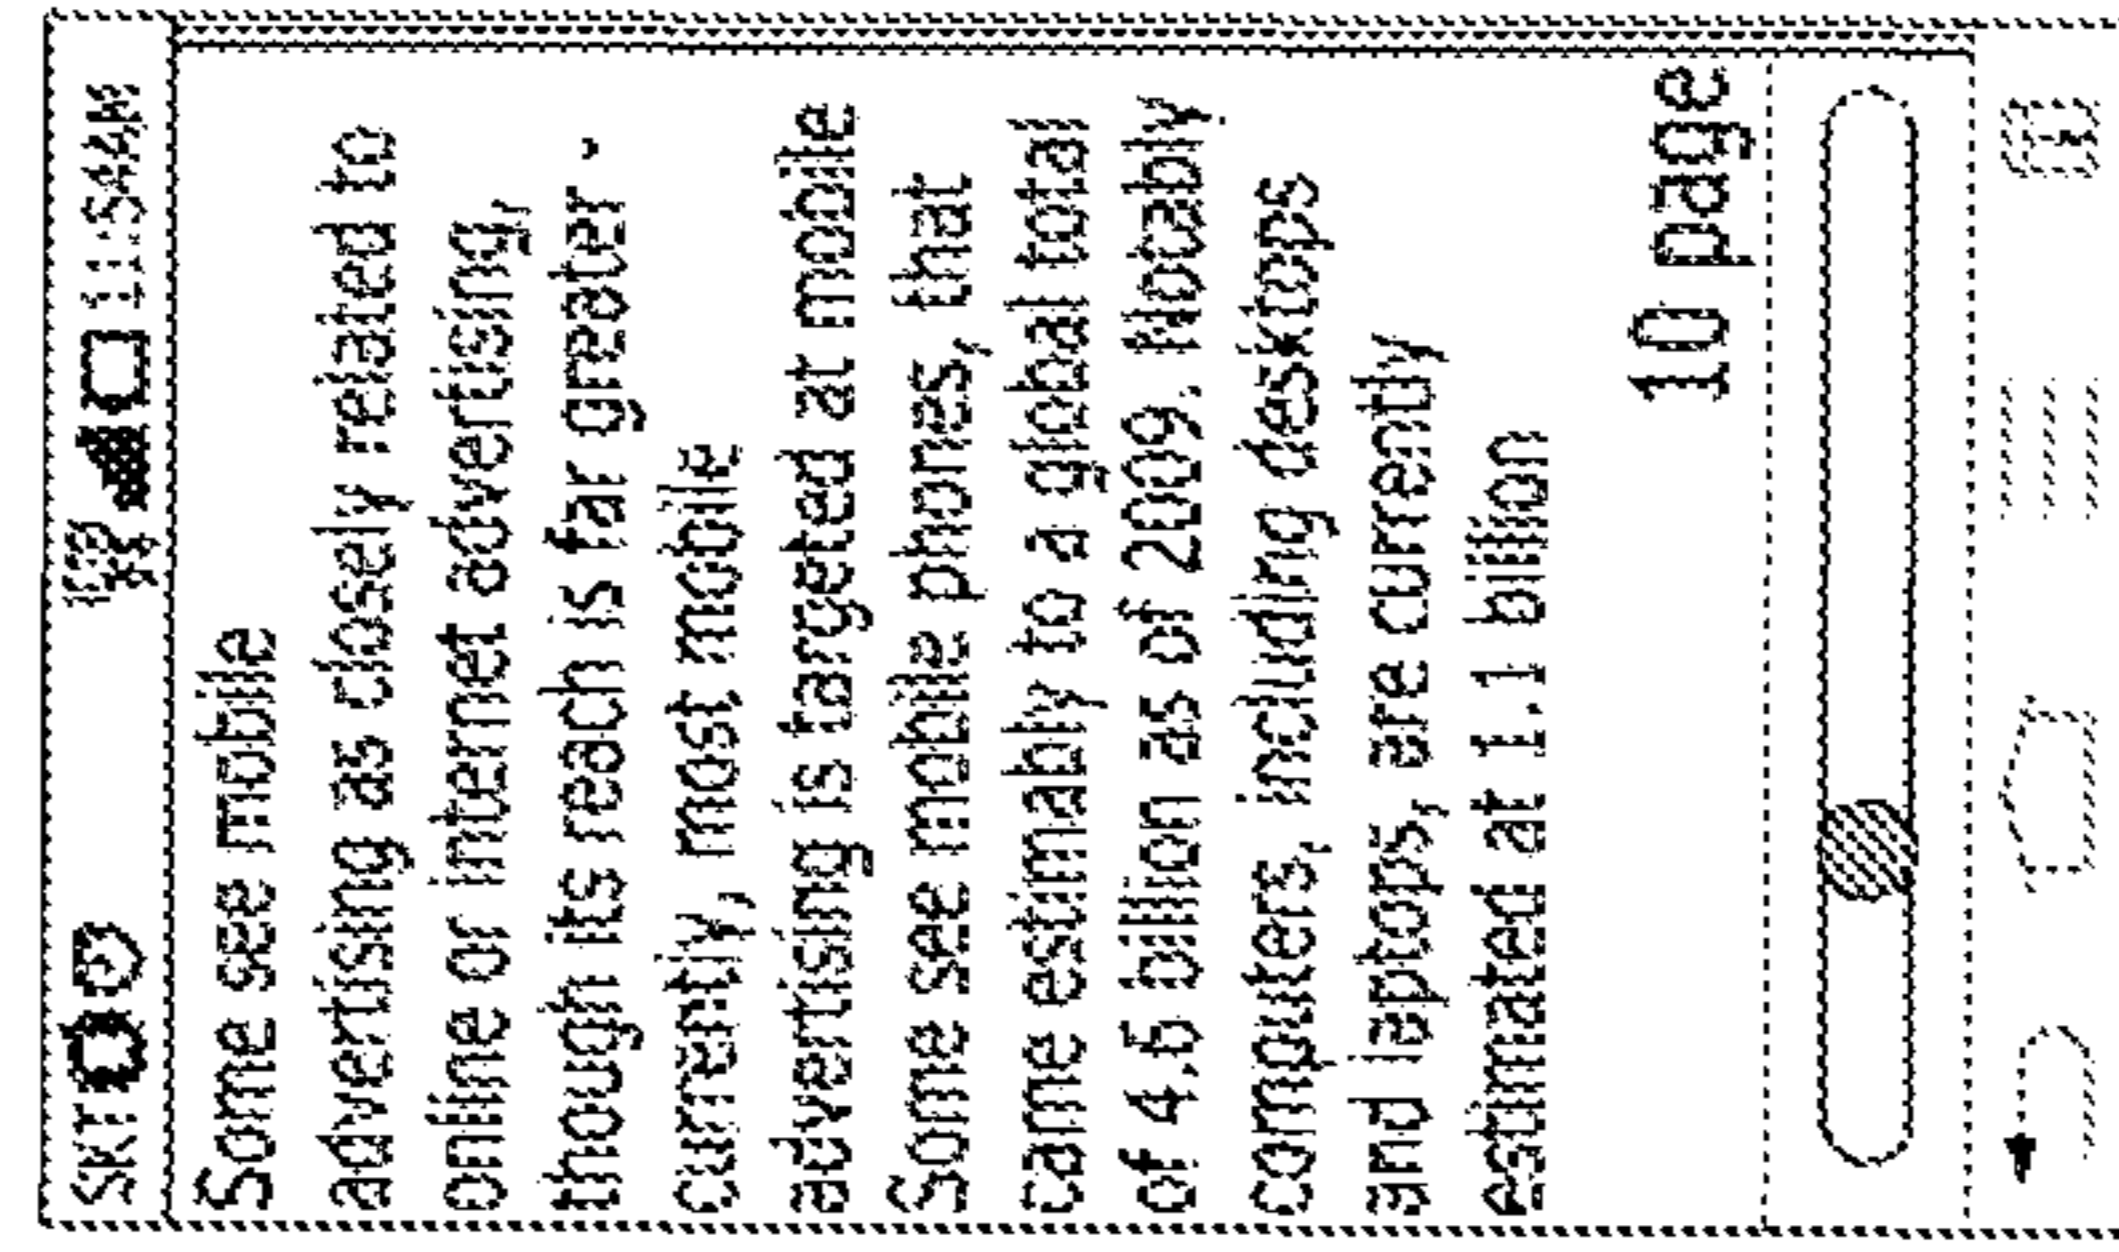 SKT 11:54AM
Some see mobile
advertising as closely related to
online or internet advertising,
though its reach is far greater -
currently, most mobile
advertising is targeted at mobile
Some see mobile phones, that
came estimably to a global total
of 4.6 billion as of 2009. Notably
computers, including desktops
and laptops, are currently
estimated at 1.1 billion
10 page